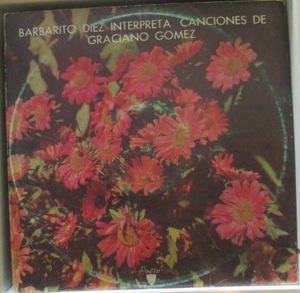 BARBARITO DIEZ INTERPRETA CANCIONES DE
GRACIANO GOMEZ